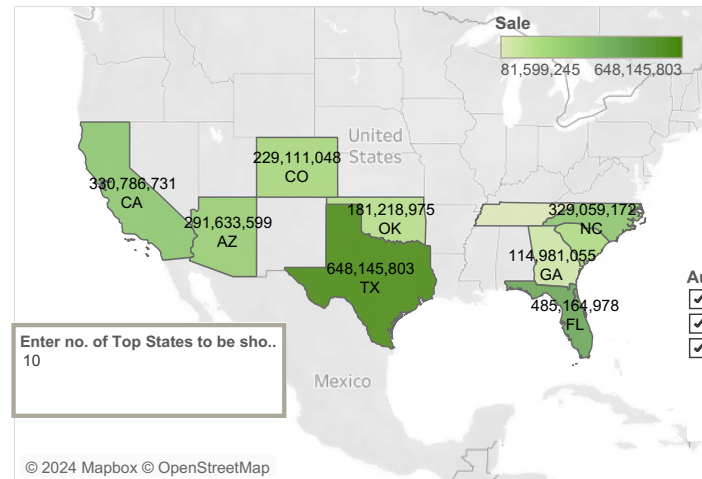 Sale
81,599,245 648,145,803
United
States
229,111,048
CO
330,786,731
CA
291,633,599
AZ
181,218,975
OK
329,059,172
NC
648,145,803
TX
114,981,055
GA
485,164,978
FL
Enter no. of Top States to be sho..
10
Mexico
© 2024 Mapbox © OpenStreetMap